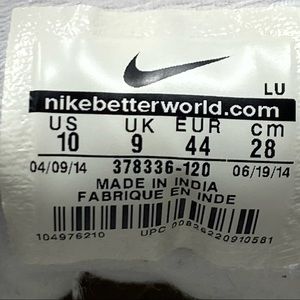 LU
nikebetterworld.com
US UK EUR cm
10 9 44 28
04/09/14 378336-120 06/19/14
MADE IN INDIA
FABRIQUE EN INDE
104976210 UPC 00826220910581